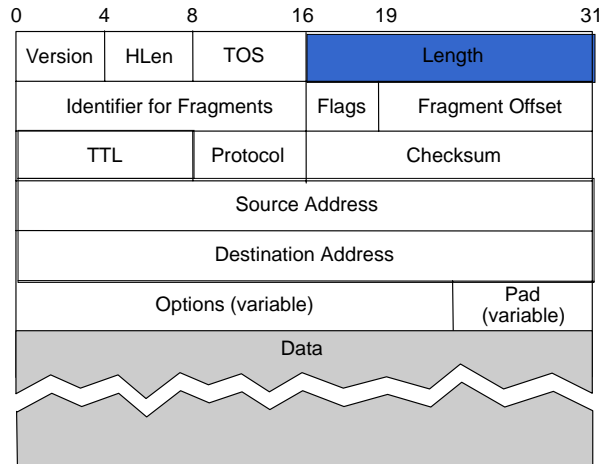 0 4 8 16 19 31
Version HLen TOS Length
Identifier for Fragments Flags Fragment Offset
TTL Protocol Checksum
Source Address
Destination Address
Options (variable) Pad
(variable)
Data